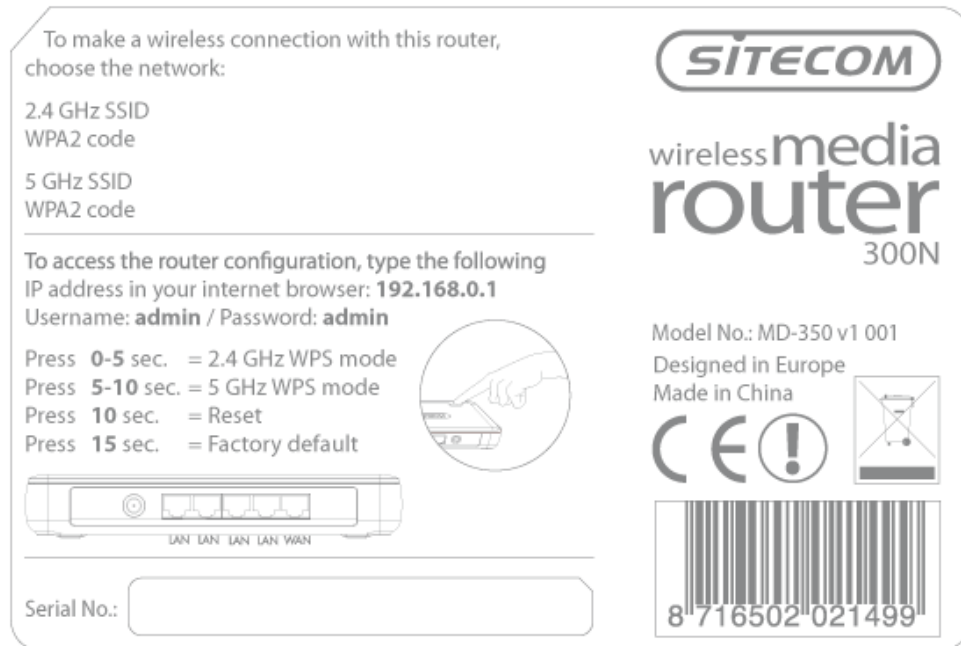 To make a wireless connection with this router,
choose the network:
2.4 GHz SSID
WPA2 code
5 GHz SSID
WPA2 code
To access the router configuration, type the following
IP address in your internet browser: 192.168.0.1
Username: admin / Password: admin
Press 0-5 sec. = 2.4 GHz WPS mode
Press 5-10 sec. = 5 GHz WPS mode
Press 10 sec. = Reset
Press 15 sec. = Factory default
LAN LAN LAN LAN WAN
Serial No.:
SITECOM
wireless media
router
300N
Model No.: MD-350 v1 001
Designed in Europe
Made in China
CE
8 716502 021499